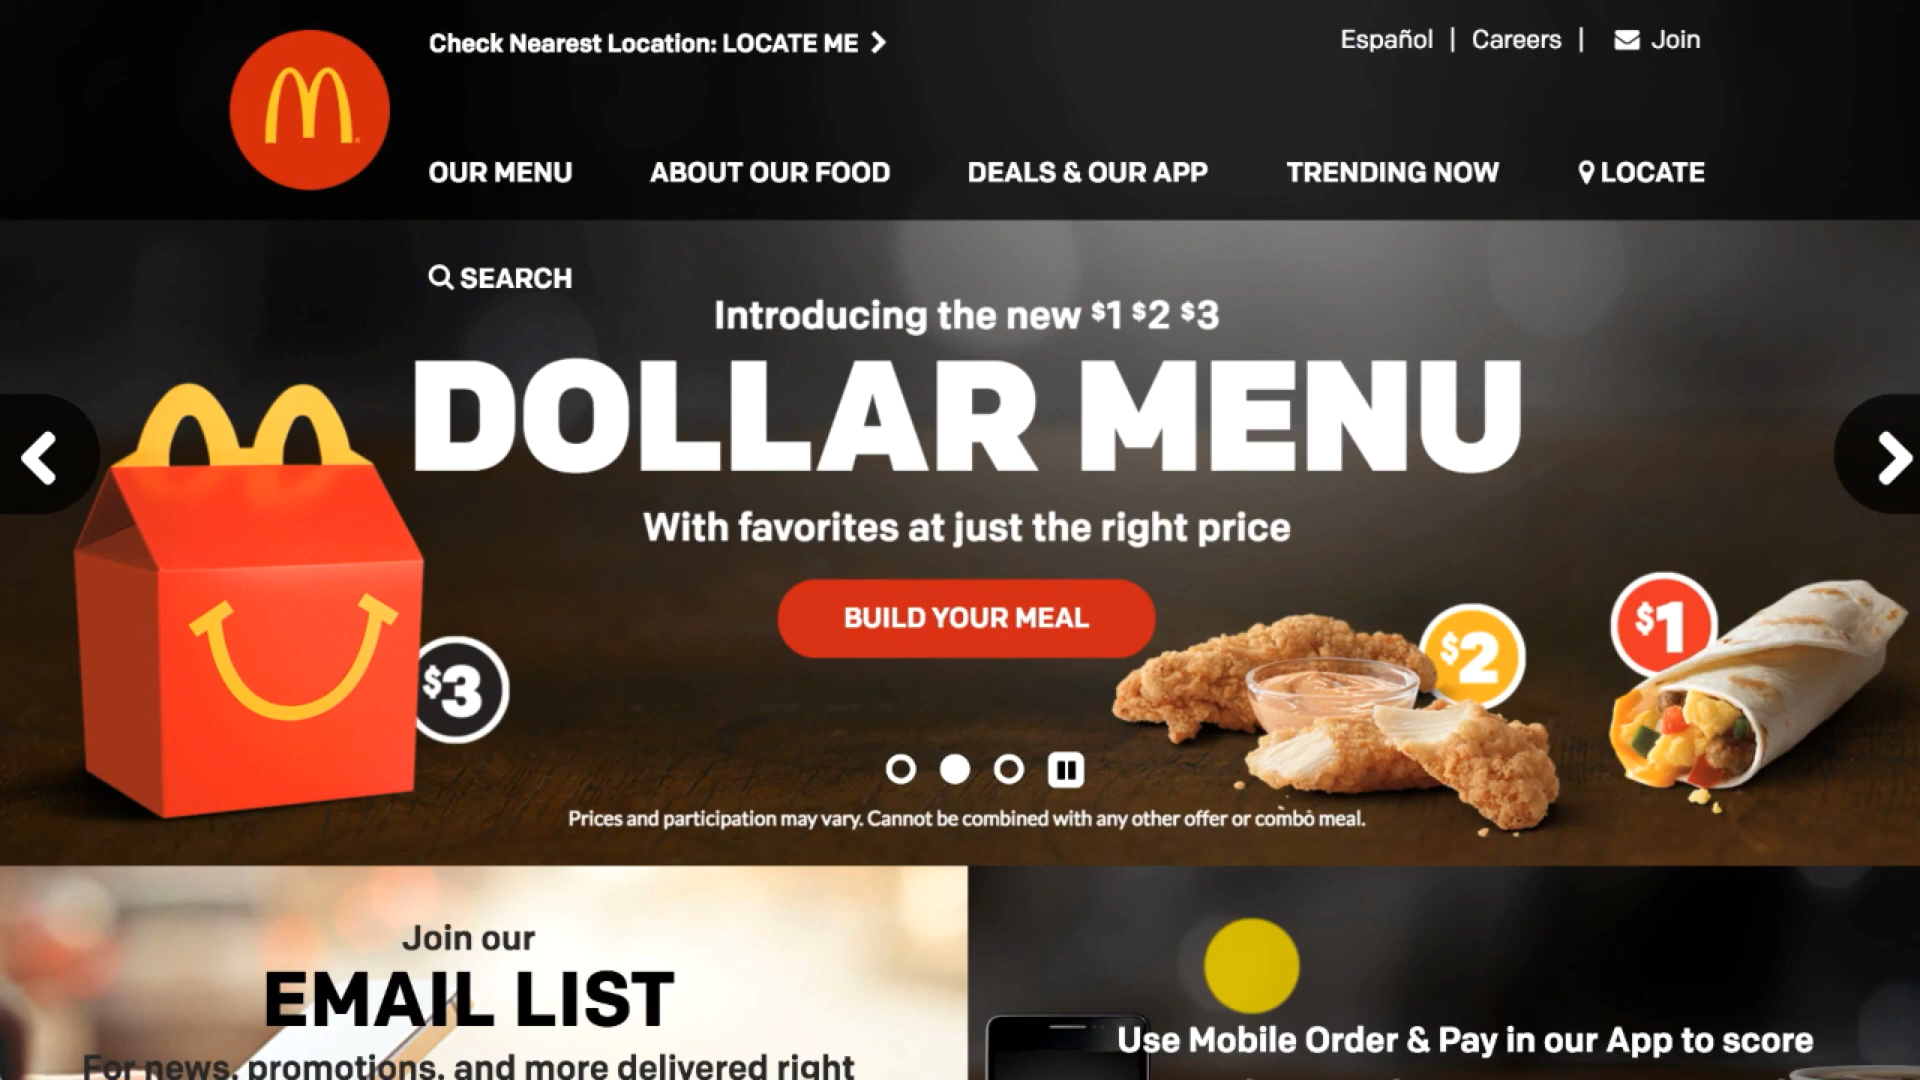 Check Nearest Location: LOCATE ME
Español | Careers | Join
OUR MENU
ABOUT OUR FOOD
DEALS & OUR APP
TRENDING NOW
LOCATE
SEARCH
Introducing the new $1 $2 $3
DOLLAR MENU
With favorites at just the right price
BUILD YOUR MEAL
$3
$2
$1
Prices and participation may vary. Cannot be combined with any other offer or combo meal.
Join our
EMAIL LIST
For news, promotions, and more delivered right
Use Mobile Order & Pay in our App to score